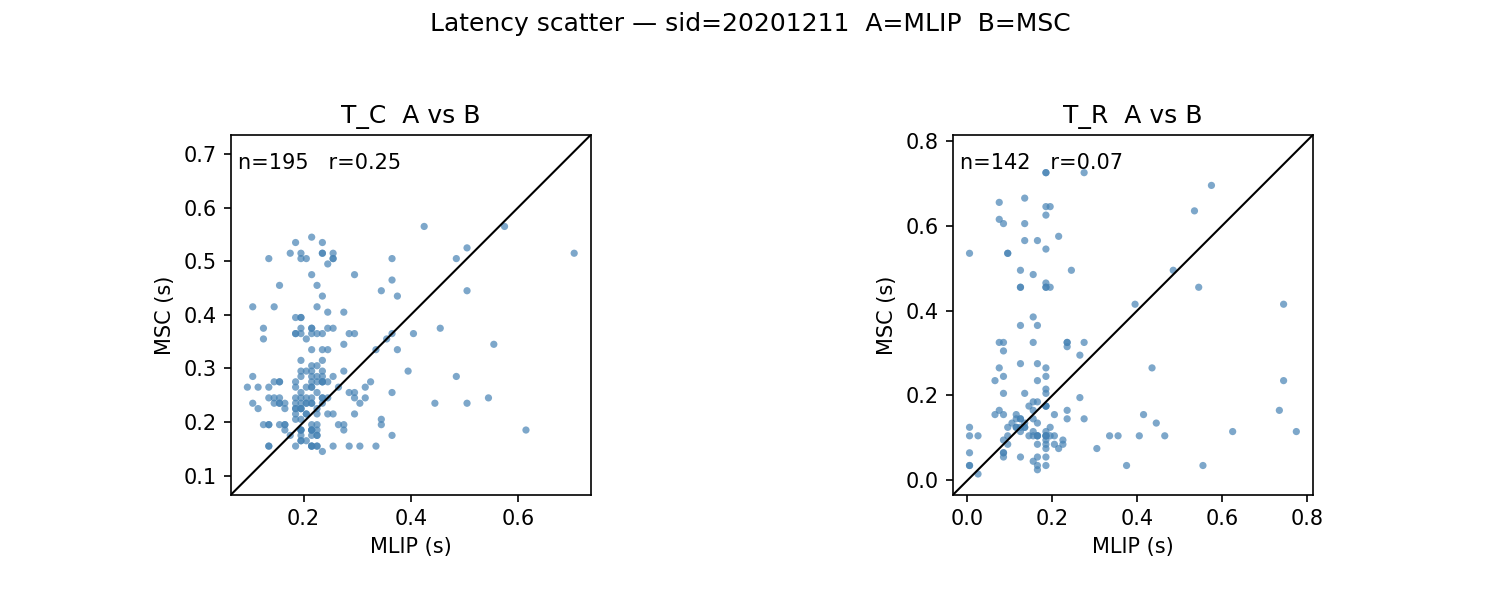 Latency scatter — sid=20201211  A=MLIP  B=MSC
T_C  A vs B
n=195   r=0.25
0.7
0.6
0.5
0.4
0.3
0.2
0.1
MSC (s)
0.2 0.4 0.6
MLIP (s)
T_R  A vs B
n=142   r=0.07
0.8
0.6
0.4
0.2
0.0
MSC (s)
0.0 0.2 0.4 0.6 0.8
MLIP (s)